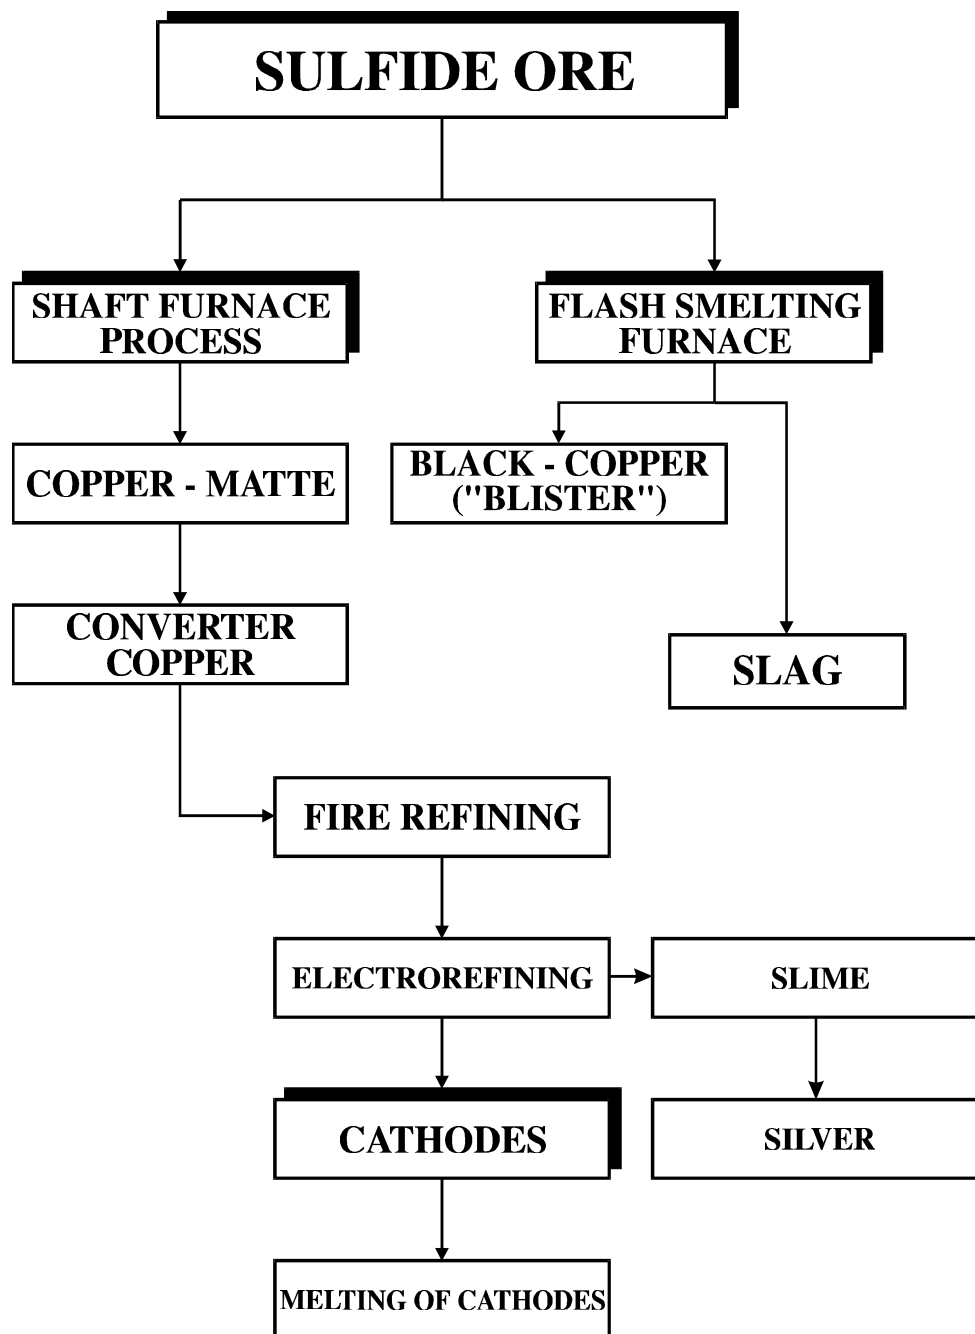 SULFIDE ORE
SHAFT FURNACE
PROCESS
FLASH SMELTING
FURNACE
COPPER - MATTE
BLACK - COPPER
("BLISTER")
CONVERTER
COPPER
SLAG
FIRE REFINING
ELECTROREFINING
SLIME
CATHODES
SILVER
MELTING OF CATHODES